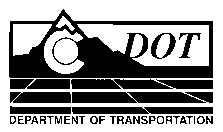 C DOT
DEPARTMENT OF TRANSPORTATION